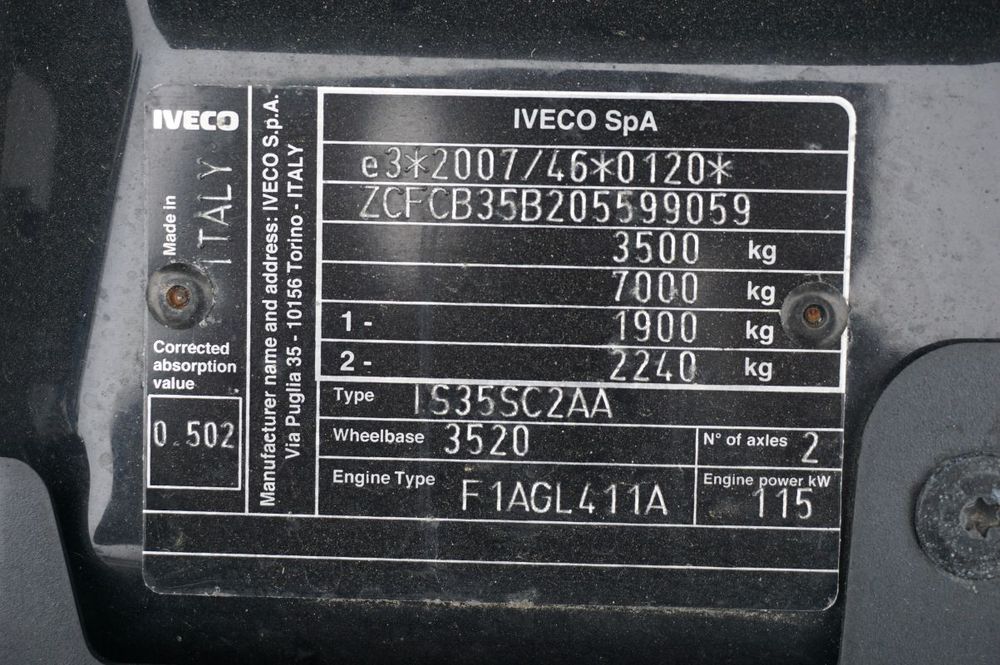 IVECO
Made in
ITALY
Corrected
absorption
value
0.502
Manufacturer name and address: IVECO S.p.A.
Via Puglia 35 - 10156 Torino - ITALY
IVECO SpA
e3*2007/46*0120*
ZCFCB35B205599059
3500 kg
7000 kg
1- 1900 kg
2- 2240 kg
Type IS35SC2AA
Wheelbase 3520
N° of axles 2
Engine Type F1AGL411A
Engine power kW
115